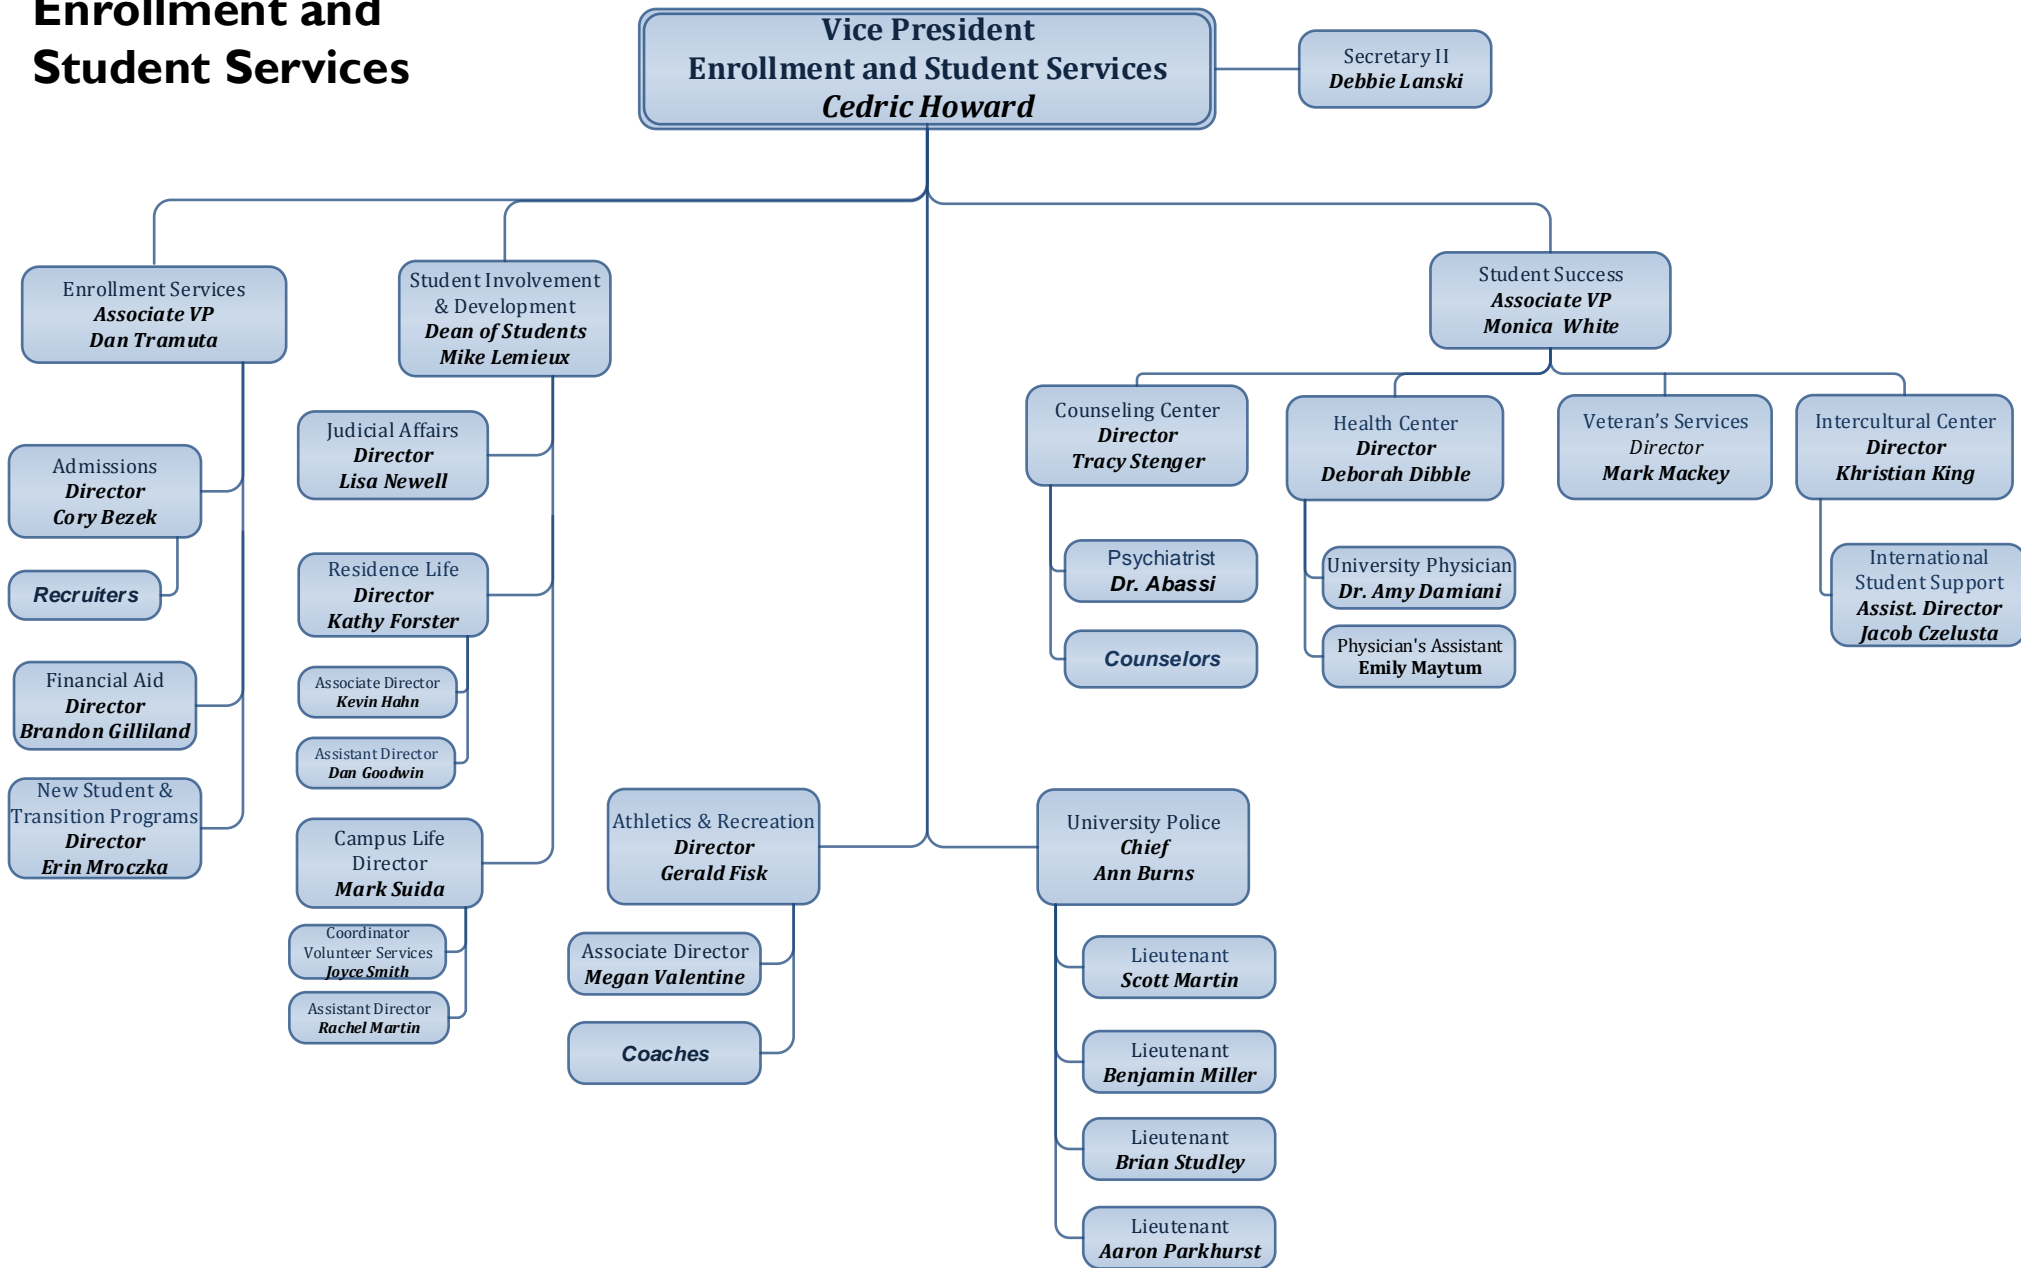 Enrollment and
Student Services
Vice President
Enrollment and Student Services
Cedric Howard
Secretary II
Debbie Lanski
Enrollment Services
Associate VP
Dan Tramuta
Admissions
Director
Cory Bezek
Recruiters
Financial Aid
Director
Brandon Gilliland
New Student &
Transition Programs
Director
Erin Mroczka
Student Involvement
& Development
Dean of Students
Mike Lemieux
Judicial Affairs
Director
Lisa Newell
Residence Life
Director
Kathy Forster
Associate Director
Kevin Hahn
Assistant Director
Dan Goodwin
Campus Life
Director
Mark Suida
Coordinator
Volunteer Services
Joyce Smith
Assistant Director
Rachel Martin
Athletics & Recreation
Director
Gerald Fisk
Associate Director
Megan Valentine
Coaches
University Police
Chief
Ann Burns
Lieutenant
Scott Martin
Lieutenant
Benjamin Miller
Lieutenant
Brian Studley
Lieutenant
Aaron Parkhurst
Student Success
Associate VP
Monica White
Counseling Center
Director
Tracy Stenger
Psychiatrist
Dr. Abassi
Counselors
Health Center
Director
Deborah Dibble
University Physician
Dr. Amy Damiani
Physician's Assistant
Emily Maytum
Veteran's Services
Director
Mark Mackey
Intercultural Center
Director
Khristian King
International
Student Support
Assist. Director
Jacob Czelusta